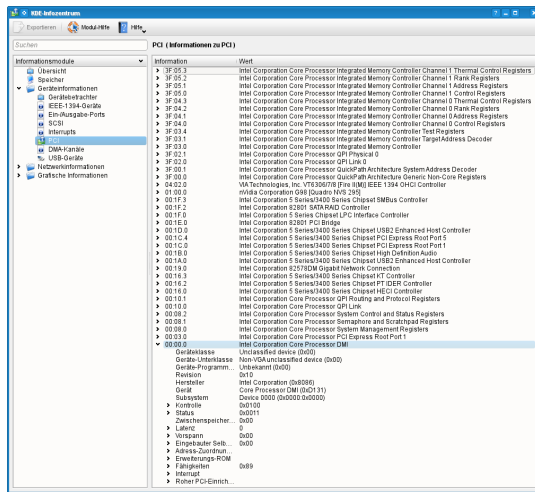 KDE-Infozentrum
Exportieren Modul-Hilfe Hilfe
Suchen
PCI ( Informationen zu PCI )
Informationsmodule
Übersicht
Speicher
Geräteinformationen
Gerätebetrachter
IEEE-1394-Geräte
Ein-/Ausgabe-Ports
SCSI
Interrupts
PCI
DMA-Kanäle
USB-Geräte
Netzwerkinformationen
Grafische Informationen
Information Wert
3F:05.3 Intel Corporation Core Processor Integrated Memory Controller Channel 1 Thermal Control Registers
3F:05.2 Intel Corporation Core Processor Integrated Memory Controller Channel 1 Rank Registers
3F:05.1 Intel Corporation Core Processor Integrated Memory Controller Channel 1 Address Registers
3F:05.0 Intel Corporation Core Processor Integrated Memory Controller Channel 1 Control Registers
3F:04.3 Intel Corporation Core Processor Integrated Memory Controller Channel 0 Thermal Control Registers
3F:04.2 Intel Corporation Core Processor Integrated Memory Controller Channel 0 Rank Registers
3F:04.1 Intel Corporation Core Processor Integrated Memory Controller Channel 0 Address Registers
3F:04.0 Intel Corporation Core Processor Integrated Memory Controller Channel 0 Control Registers
3F:03.4 Intel Corporation Core Processor Integrated Memory Controller Test Registers
3F:03.1 Intel Corporation Core Processor Integrated Memory Controller Target Address Decoder
3F:03.0 Intel Corporation Core Processor Integrated Memory Controller
3F:02.1 Intel Corporation Core Processor QPI Physical 0
3F:02.0 Intel Corporation Core Processor QPI Link 0
3F:00.1 Intel Corporation Core Processor QuickPath Architecture System Address Decoder
3F:00.0 Intel Corporation Core Processor QuickPath Architecture Generic Non-Core Registers
04:02.0 VIA Technologies, Inc. VT6306/7/8 [Fire II(M)] IEEE 1394 OHCI Controller
01:00.0 nVidia Corporation G98 [Quadro NVS 295]
00:1F.3 Intel Corporation 5 Series/3400 Series Chipset SMBus Controller
00:1F.2 Intel Corporation 82801 SATA RAID Controller
00:1F.0 Intel Corporation 5 Series Chipset LPC Interface Controller
00:1E.0 Intel Corporation 82801 PCI Bridge
00:1D.0 Intel Corporation 5 Series/3400 Series Chipset USB2 Enhanced Host Controller
00:1C.4 Intel Corporation 5 Series/3400 Series Chipset PCI Express Root Port 5
00:1C.0 Intel Corporation 5 Series/3400 Series Chipset PCI Express Root Port 1
00:1B.0 Intel Corporation 5 Series/3400 Series Chipset High Definition Audio
00:1A.0 Intel Corporation 5 Series/3400 Series Chipset USB2 Enhanced Host Controller
00:19.0 Intel Corporation 82578DM Gigabit Network Connection
00:16.3 Intel Corporation 5 Series/3400 Series Chipset KT Controller
00:16.2 Intel Corporation 5 Series/3400 Series Chipset PT IDER Controller
00:16.0 Intel Corporation 5 Series/3400 Series Chipset HECI Controller
00:10.1 Intel Corporation Core Processor QPI Routing and Protocol Registers
00:10.0 Intel Corporation Core Processor QPI Link
00:08.2 Intel Corporation Core Processor System Control and Status Registers
00:08.1 Intel Corporation Core Processor Semaphore and Scratchpad Registers
00:08.0 Intel Corporation Core Processor System Management Registers
00:03.0 Intel Corporation Core Processor PCI Express Root Port 1
00:00.0 Intel Corporation Core Processor DMI
Geräteklasse Unclassified device (0x00)
Geräte-Unterklasse Non-VGA unclassified device (0x00)
Geräte-Programm... Unbekannt (0x00)
Revision 0x10
Hersteller Intel Corporation (0x8086)
Gerät Core Processor DMI (0xD131)
Subsystem Device 0000 (0x0000:0x0000)
Kontrolle 0x0100
Status 0x0011
Zwischenspeicher... 0x00
Latenz 0
Vorspann 0x00
Eingebauter Selb... 0x00
Adress-Zuordnun...
Erweiterungs-ROM
Fähigkeiten 0x89
Interrupt
Roher PCI-Einrich...